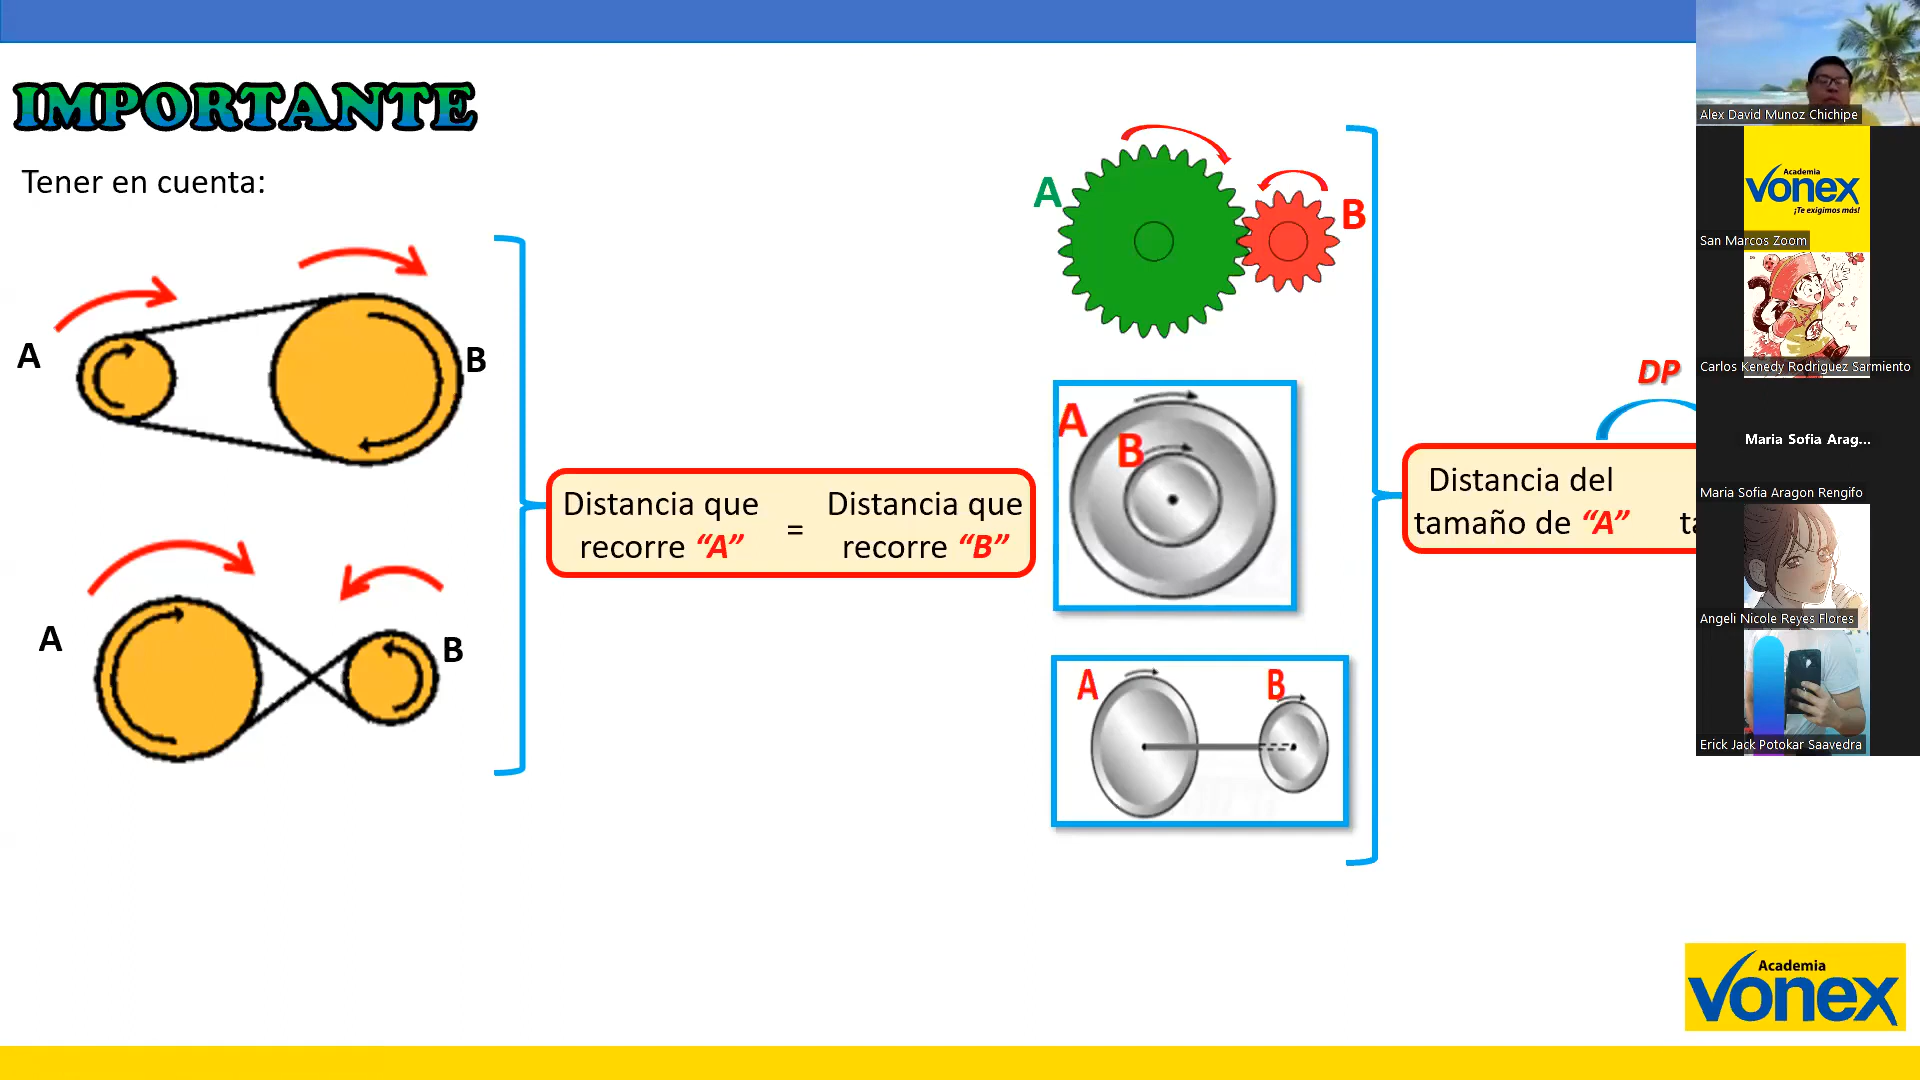 IMPORTANTE
Tener en cuenta:
A
B
A
B
Distancia que
recorre “A”
=
Distancia que
recorre “B”
A
B
A
B
A
B
DP
Distancia del
tamaño de “A”
Alex David Munoz Chichipe
Academia
Vonex
¡Te exigimos más!
San Marcos Zoom
Carlos Kenedy Rodriguez Sarmiento
Maria Sofia Arag...
Maria Sofia Aragon Rengifo
Angeli Nicole Reyes Flores
Erick Jack Potokar Saavedra
Academia
Vonex